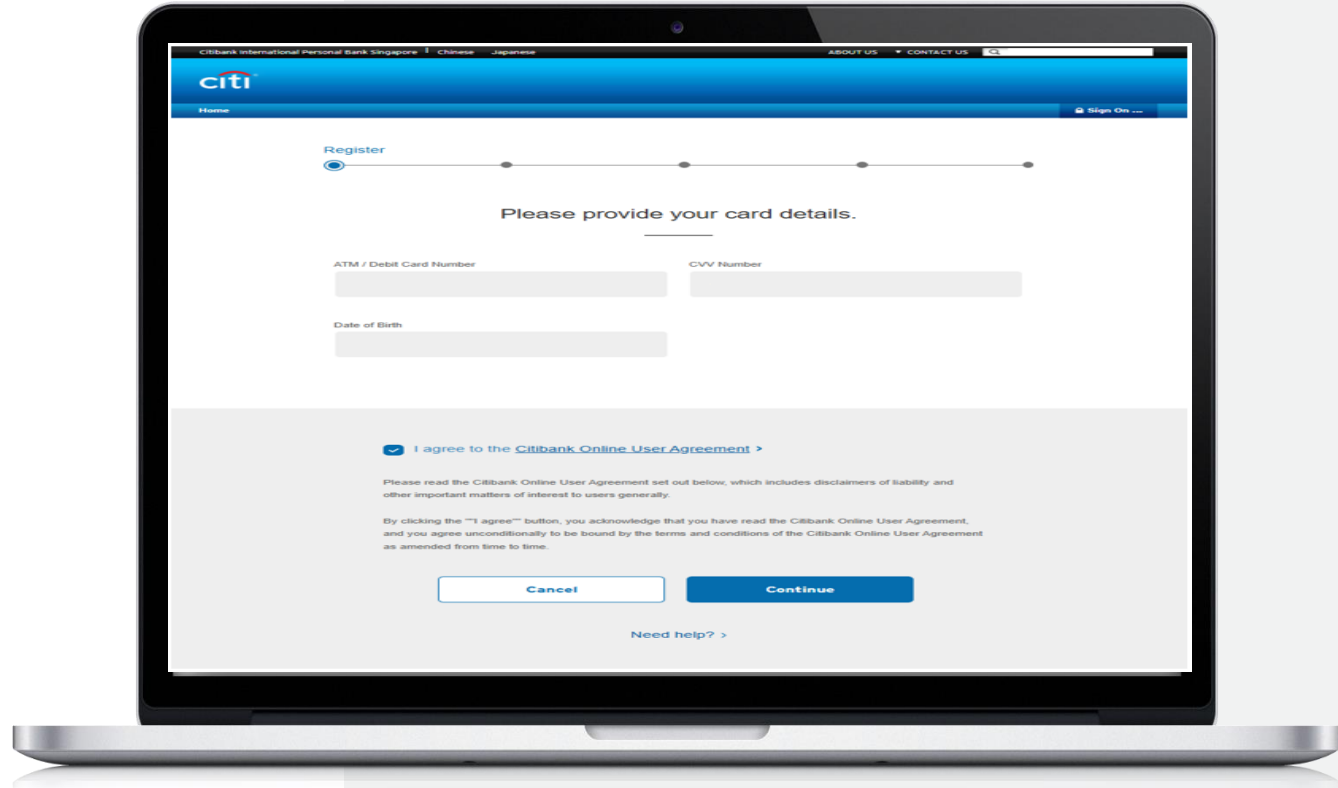 Citibank International Personal Bank Singapore | Chinese Japanese ABOUT US CONTACT US
citi
Home Sign On ...
Register
Please provide your card details.
ATM / Debit Card Number CVV Number
Date of Birth
I agree to the Citibank Online User Agreement >
Please read the Citibank Online User Agreement set out below, which includes disclaimers of liability and
other important matters of interest to users generally.
By clicking the ""I agree"" button, you acknowledge that you have read the Citibank Online User Agreement,
and you agree unconditionally to be bound by the terms and conditions of the Citibank Online User Agreement
as amended from time to time.
Cancel Continue
Need help? >